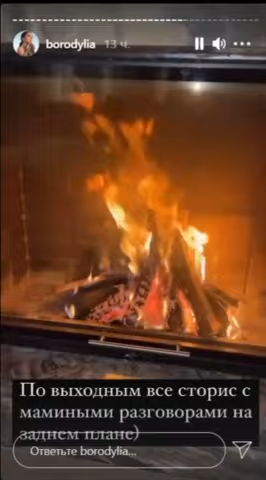 borodylia 13 ч.
По выходным все сторис с
мамиными разговорами на
заднем плане)
Ответьте borodylia...